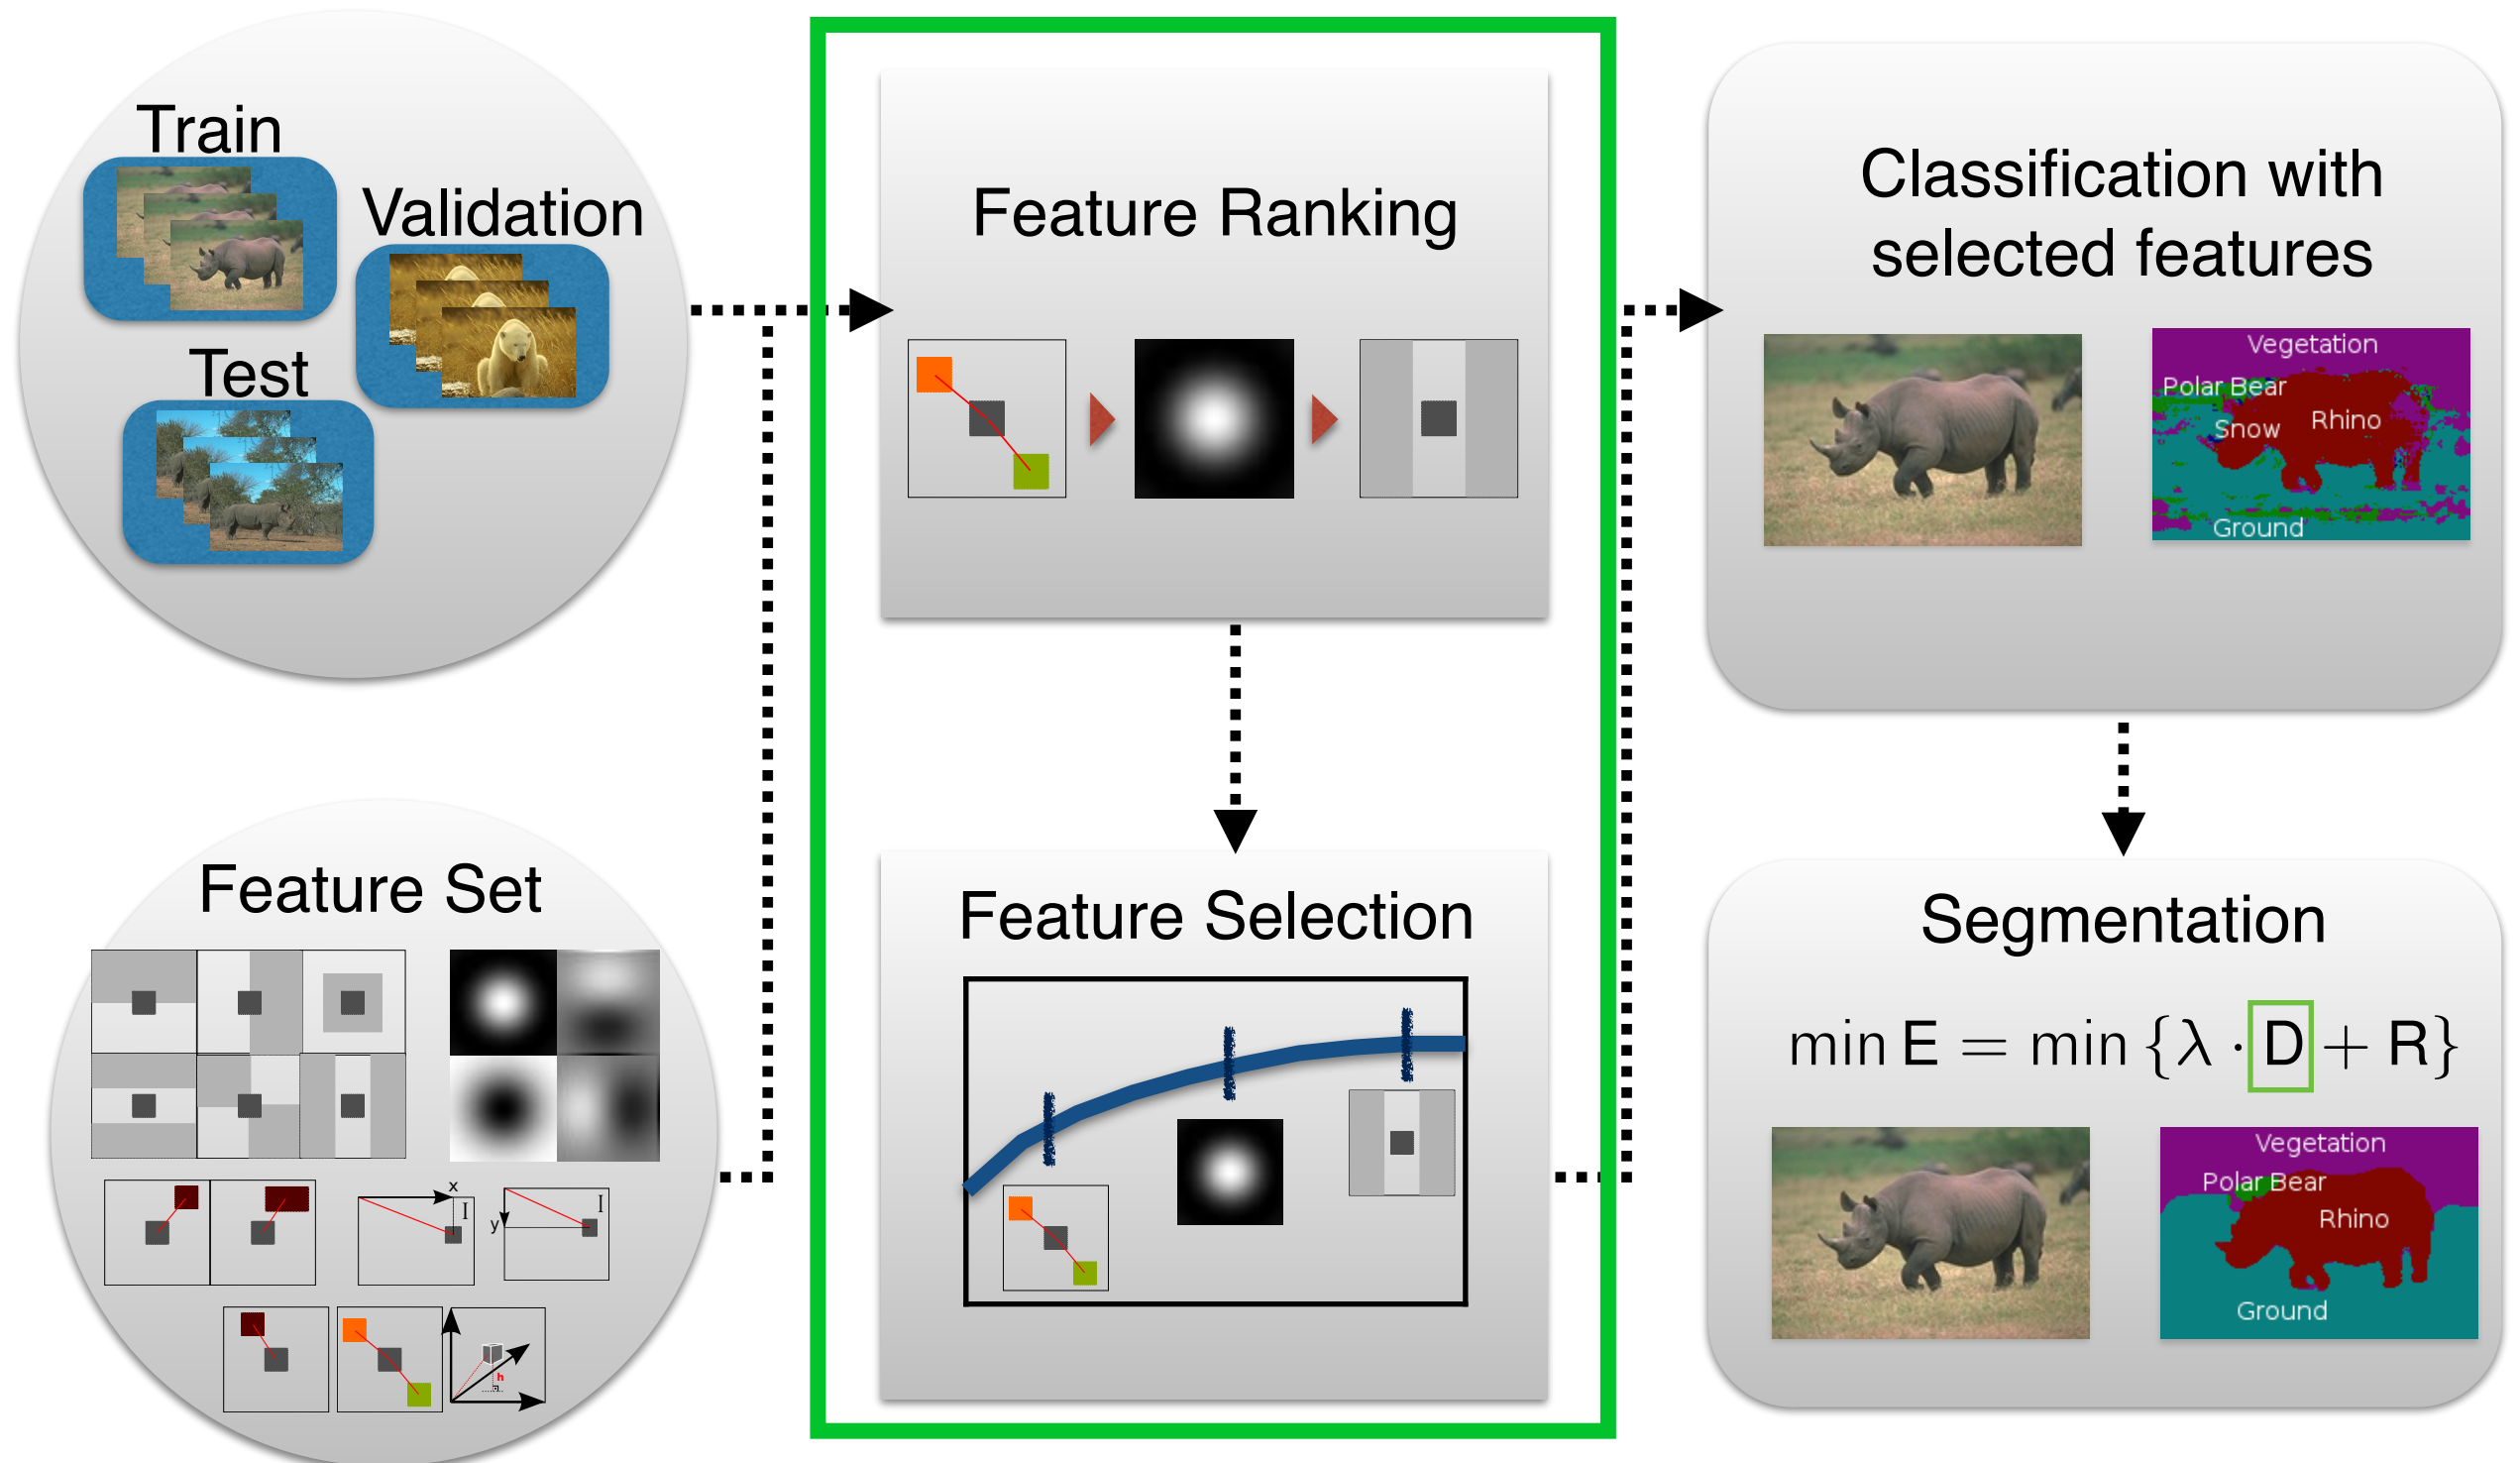 Train
Validation
Test
Feature Set
x
I
y
I
h
Feature Ranking
Feature Selection
Classification with
selected features
Vegetation
Polar Bear
Snow
Rhino
Ground
Segmentation
min E = min {λ · D + R}
Vegetation
Polar Bear
Rhino
Ground